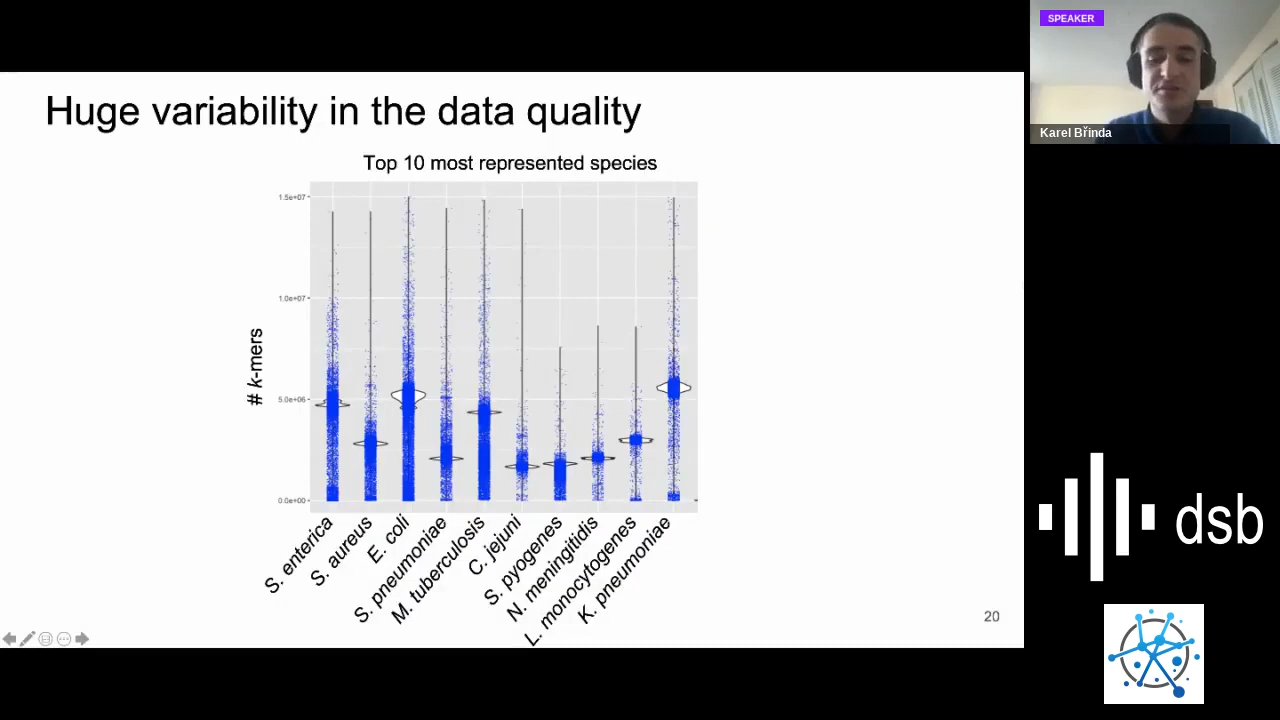 SPEAKER
Karel Břinda
Huge variability in the data quality
Top 10 most represented species
# k-mers
1.5e+07
1.0e+07
5.0e+06
0.0e+00
S. enterica
S. aureus
E. coli
S. pneumoniae
M. tuberculosis
C. jejuni
S. pyogenes
N. meningitidis
L. monocytogenes
K. pneumoniae
20
dsb